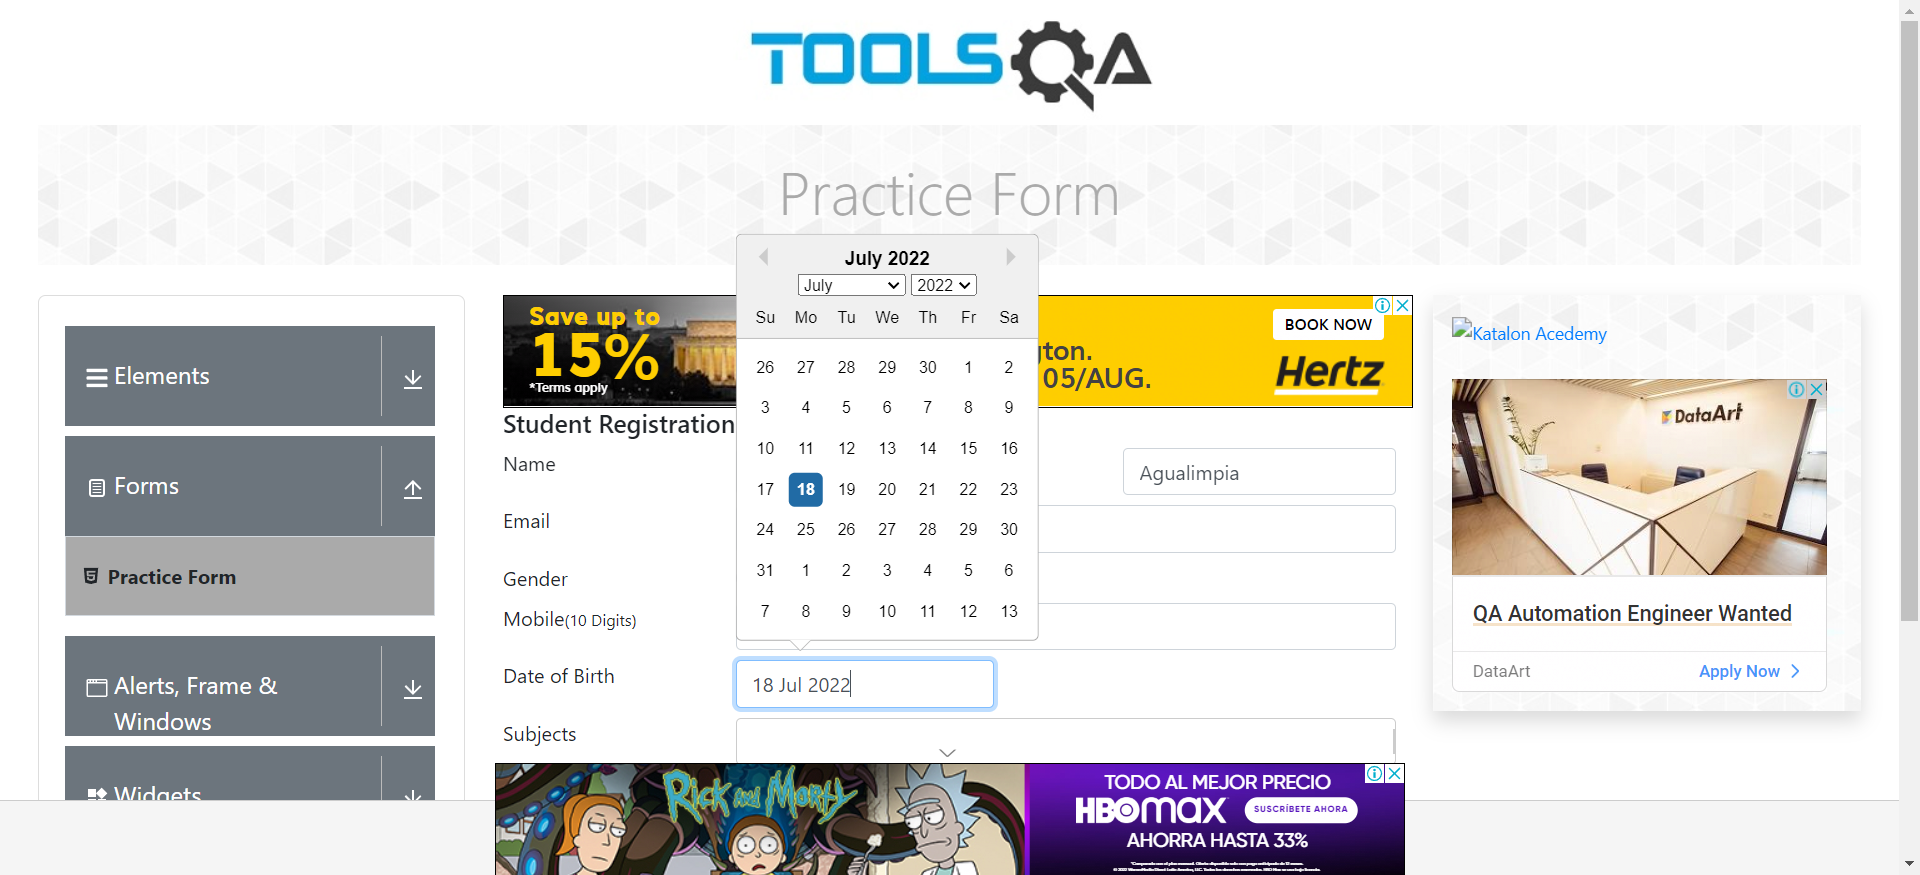 TOOLSQA
Practice Form
July 2022
July
2022
Su Mo Tu We Th Fr Sa
26 27 28 29 30 1 2
3 4 5 6 7 8 9
10 11 12 13 14 15 16
17 18 19 20 21 22 23
24 25 26 27 28 29 30
31 1 2 3 4 5 6
7 8 9 10 11 12 13
Elements
Forms
Practice Form
Alerts, Frame &
Windows
Widgets
Save up to
15%
*Terms apply
gton.
05/AUG.
BOOK NOW
Hertz
Student Registration
Name
Agualimpia
Email
Gender
Mobile(10 Digits)
Date of Birth
18 Jul 2022
Subjects
Katalon Acedemy
DataArt
QA Automation Engineer Wanted
DataArt
Apply Now
Rick and Morty
TODO AL MEJOR PRECIO
HBOMAX
SUSCRÍBETE AHORA
AHORRA HASTA 33%